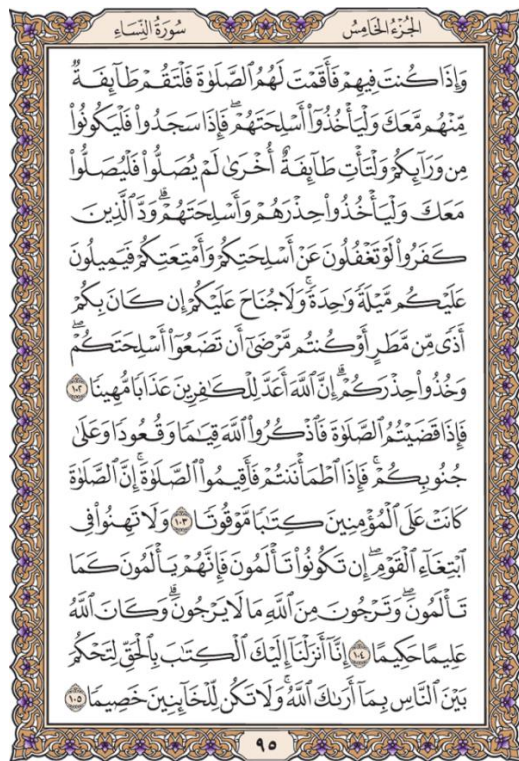 الجُزْءُ الخَامِسُ
سُورَةُ النِّسَاءِ
وَإِذَا كُنتَ فِيهِمْ فَأَقَمْتَ لَهُمُ ٱلصَّلَوٰةَ فَلْتَقُمْ طَآئِفَةٌ
مِّنْهُم مَّعَكَ وَلْيَأْخُذُوٓا۟ أَسْلِحَتَهُمْۖ فَإِذَا سَجَدُوا۟ فَلْيَكُونُوا۟
مِن وَرَآئِكُمْ وَلْتَأْتِ طَآئِفَةٌ أُخْرَىٰ لَمْ يُصَلُّوا۟ فَلْيُصَلُّوا۟
مَعَكَ وَلْيَأْخُذُوا۟ حِذْرَهُمْ وَأَسْلِحَتَهُمْۗ وَدَّ ٱلَّذِينَ
كَفَرُوا۟ لَوْ تَغْفُلُونَ عَنْ أَسْلِحَتِكُمْ وَأَمْتِعَتِكُمْ فَيَمِيلُونَ
عَلَيْكُم مَّيْلَةً وَٰحِدَةًۚ وَلَا جُنَاحَ عَلَيْكُمْ إِن كَانَ بِكُمْ
أَذًى مِّن مَّطَرٍ أَوْ كُنتُم مَّرْضَىٰٓ أَن تَضَعُوٓا۟ أَسْلِحَتَكُمْۖ
وَخُذُوا۟ حِذْرَكُمْۗ إِنَّ ٱللَّهَ أَعَدَّ لِلْكَٰفِرِينَ عَذَابًا مُّهِينًا ١٠٢
فَإِذَا قَضَيْتُمُ ٱلصَّلَوٰةَ فَٱذْكُرُوا۟ ٱللَّهَ قِيَٰمًا وَقُعُودًا وَعَلَىٰ
جُنُوبِكُمْۚ فَإِذَا ٱطْمَأْنَنتُمْ فَأَقِيمُوا۟ ٱلصَّلَوٰةَۚ إِنَّ ٱلصَّلَوٰةَ
كَانَتْ عَلَى ٱلْمُؤْمِنِينَ كِتَٰبًا مَّوْقُوتًا ١٠٣ وَلَا تَهِنُوا۟ فِى
ٱبْتِغَآءِ ٱلْقَوْمِۖ إِن تَكُونُوا۟ تَأْلَمُونَ فَإِنَّهُمْ يَأْلَمُونَ كَمَا
تَأْلَمُونَۖ وَتَرْجُونَ مِنَ ٱللَّهِ مَا لَا يَرْجُونَۗ وَكَانَ ٱللَّهُ
عَلِيمًا حَكِيمًا ١٠٤ إِنَّآ أَنزَلْنَآ إِلَيْكَ ٱلْكِتَٰبَ بِٱلْحَقِّ لِتَحْكُمَ
بَيْنَ ٱلنَّاسِ بِمَآ أَرَىٰكَ ٱللَّهُۚ وَلَا تَكُن لِّلْخَآئِنِينَ خَصِيمًا ١٠٥
٩٥